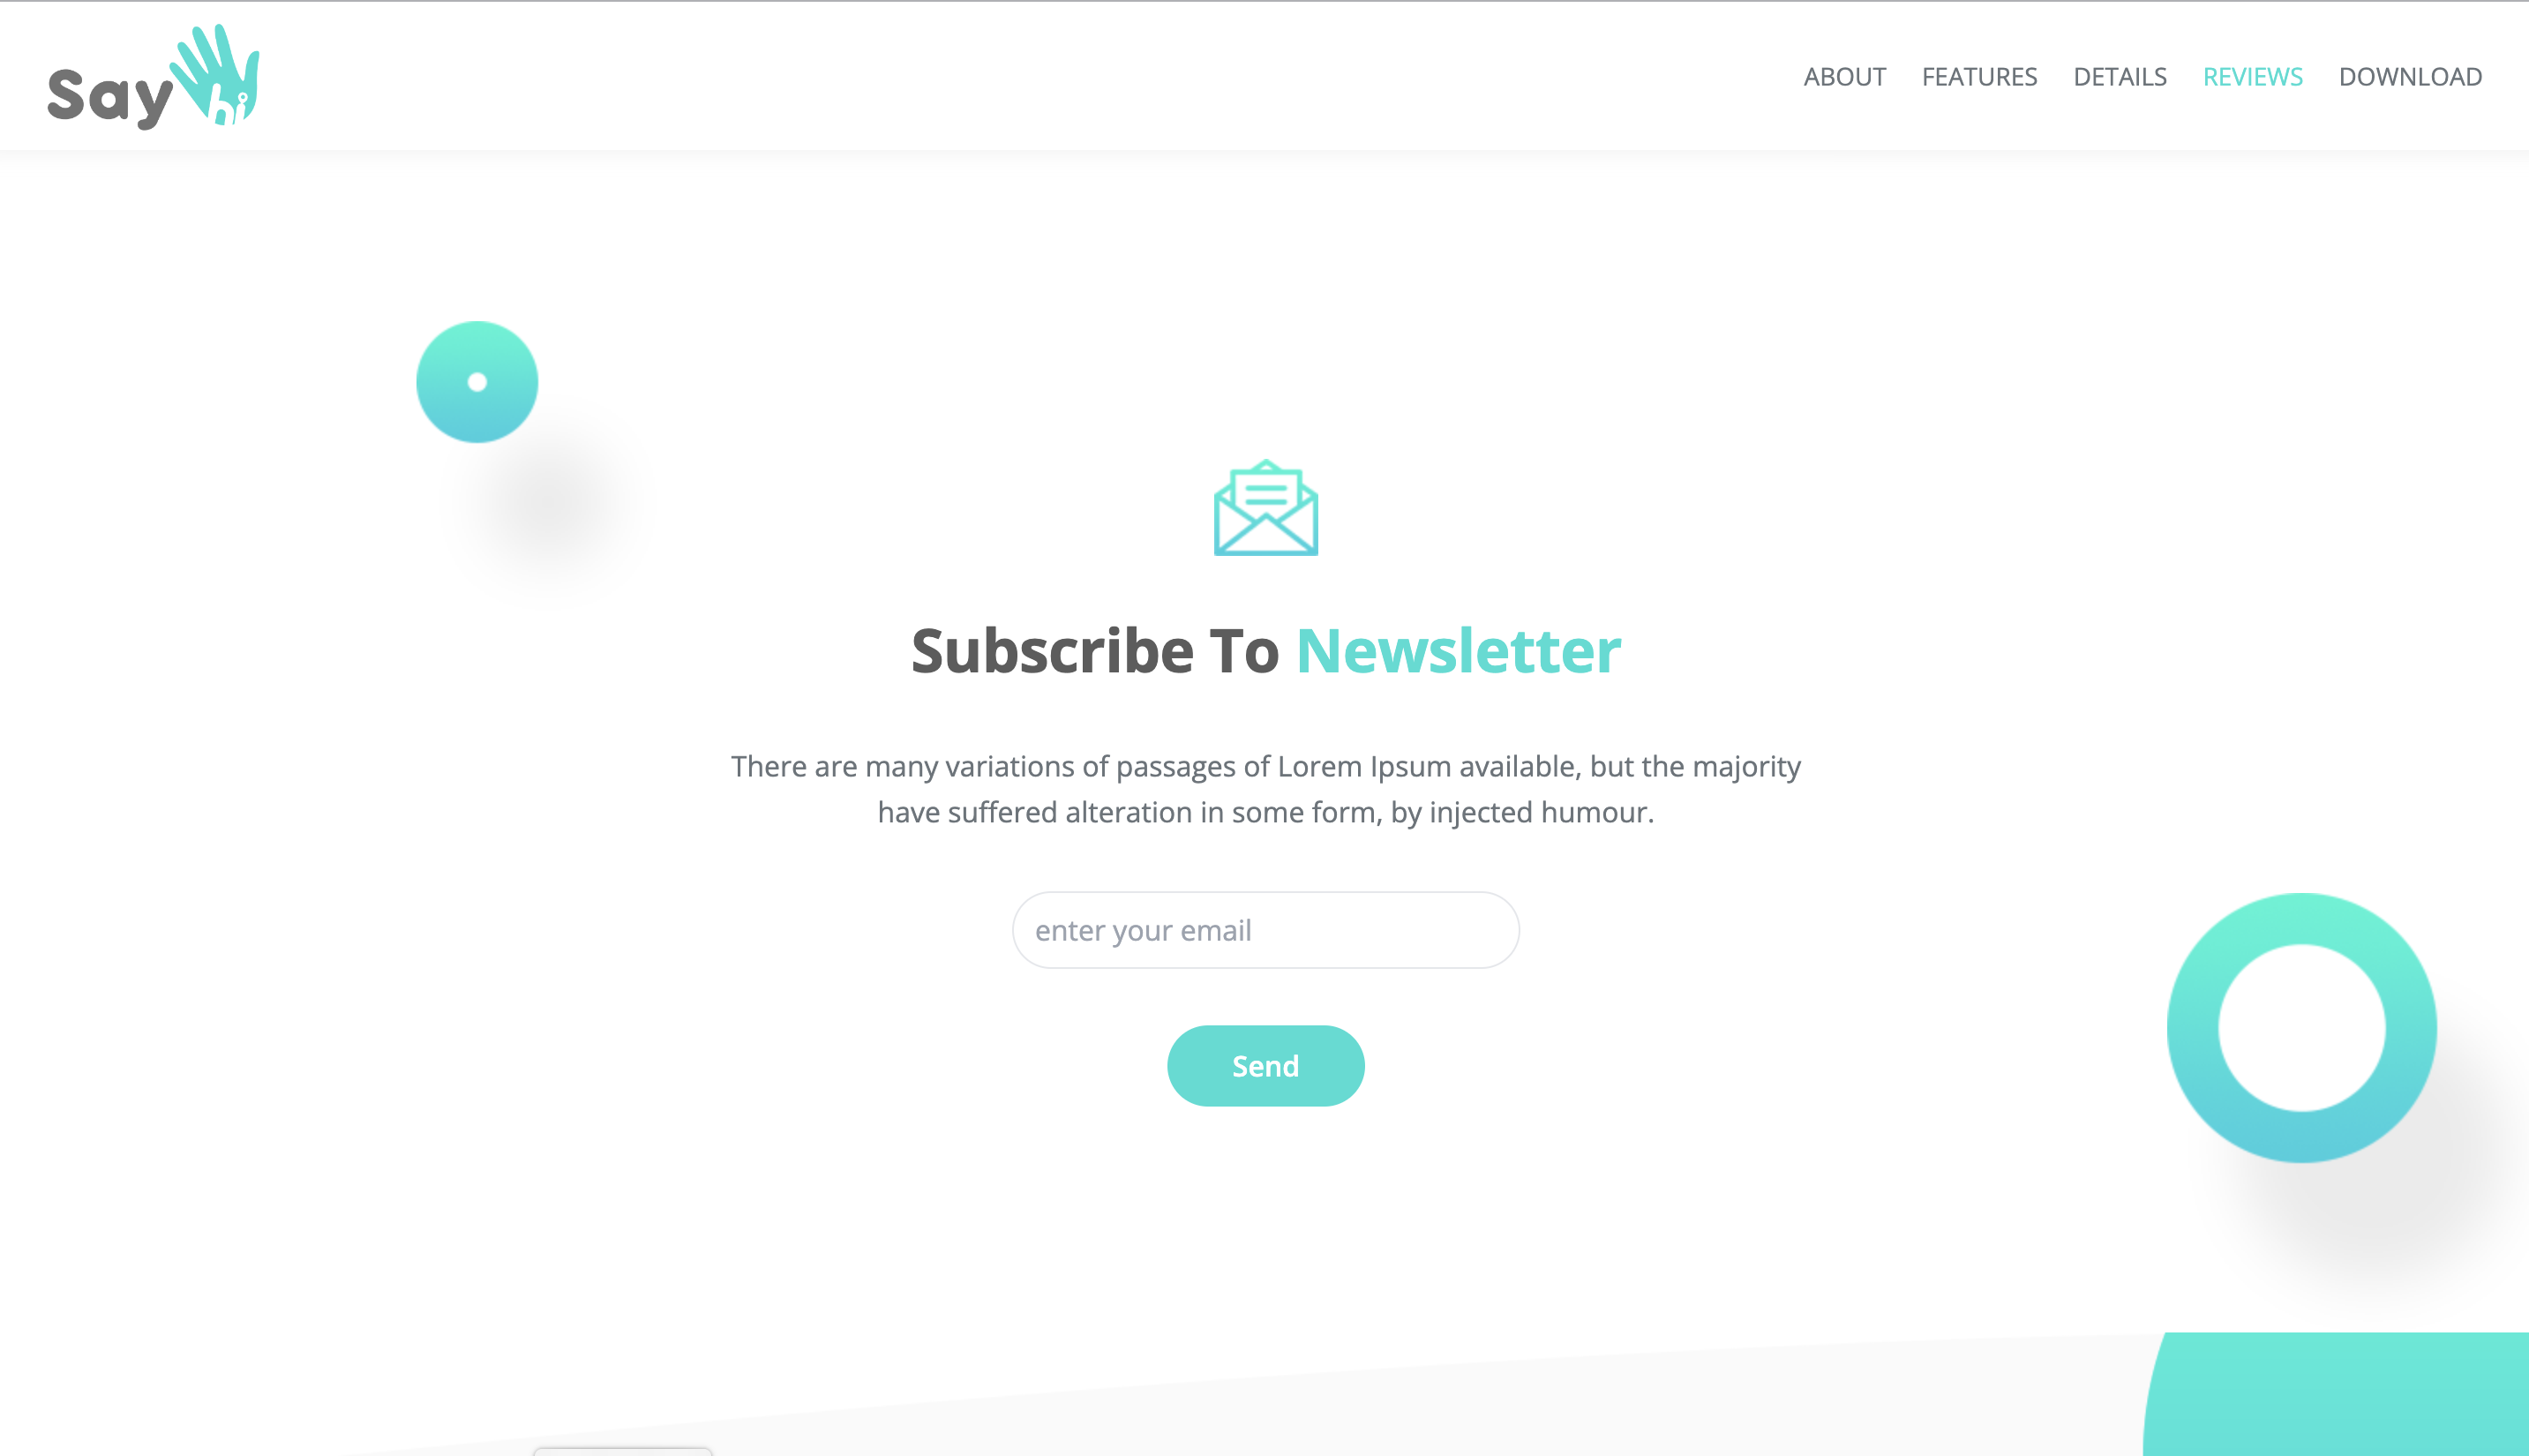 Say hi
ABOUT FEATURES DETAILS REVIEWS DOWNLOAD
Subscribe To Newsletter
There are many variations of passages of Lorem Ipsum available, but the majority
have suffered alteration in some form, by injected humour.
enter your email
Send